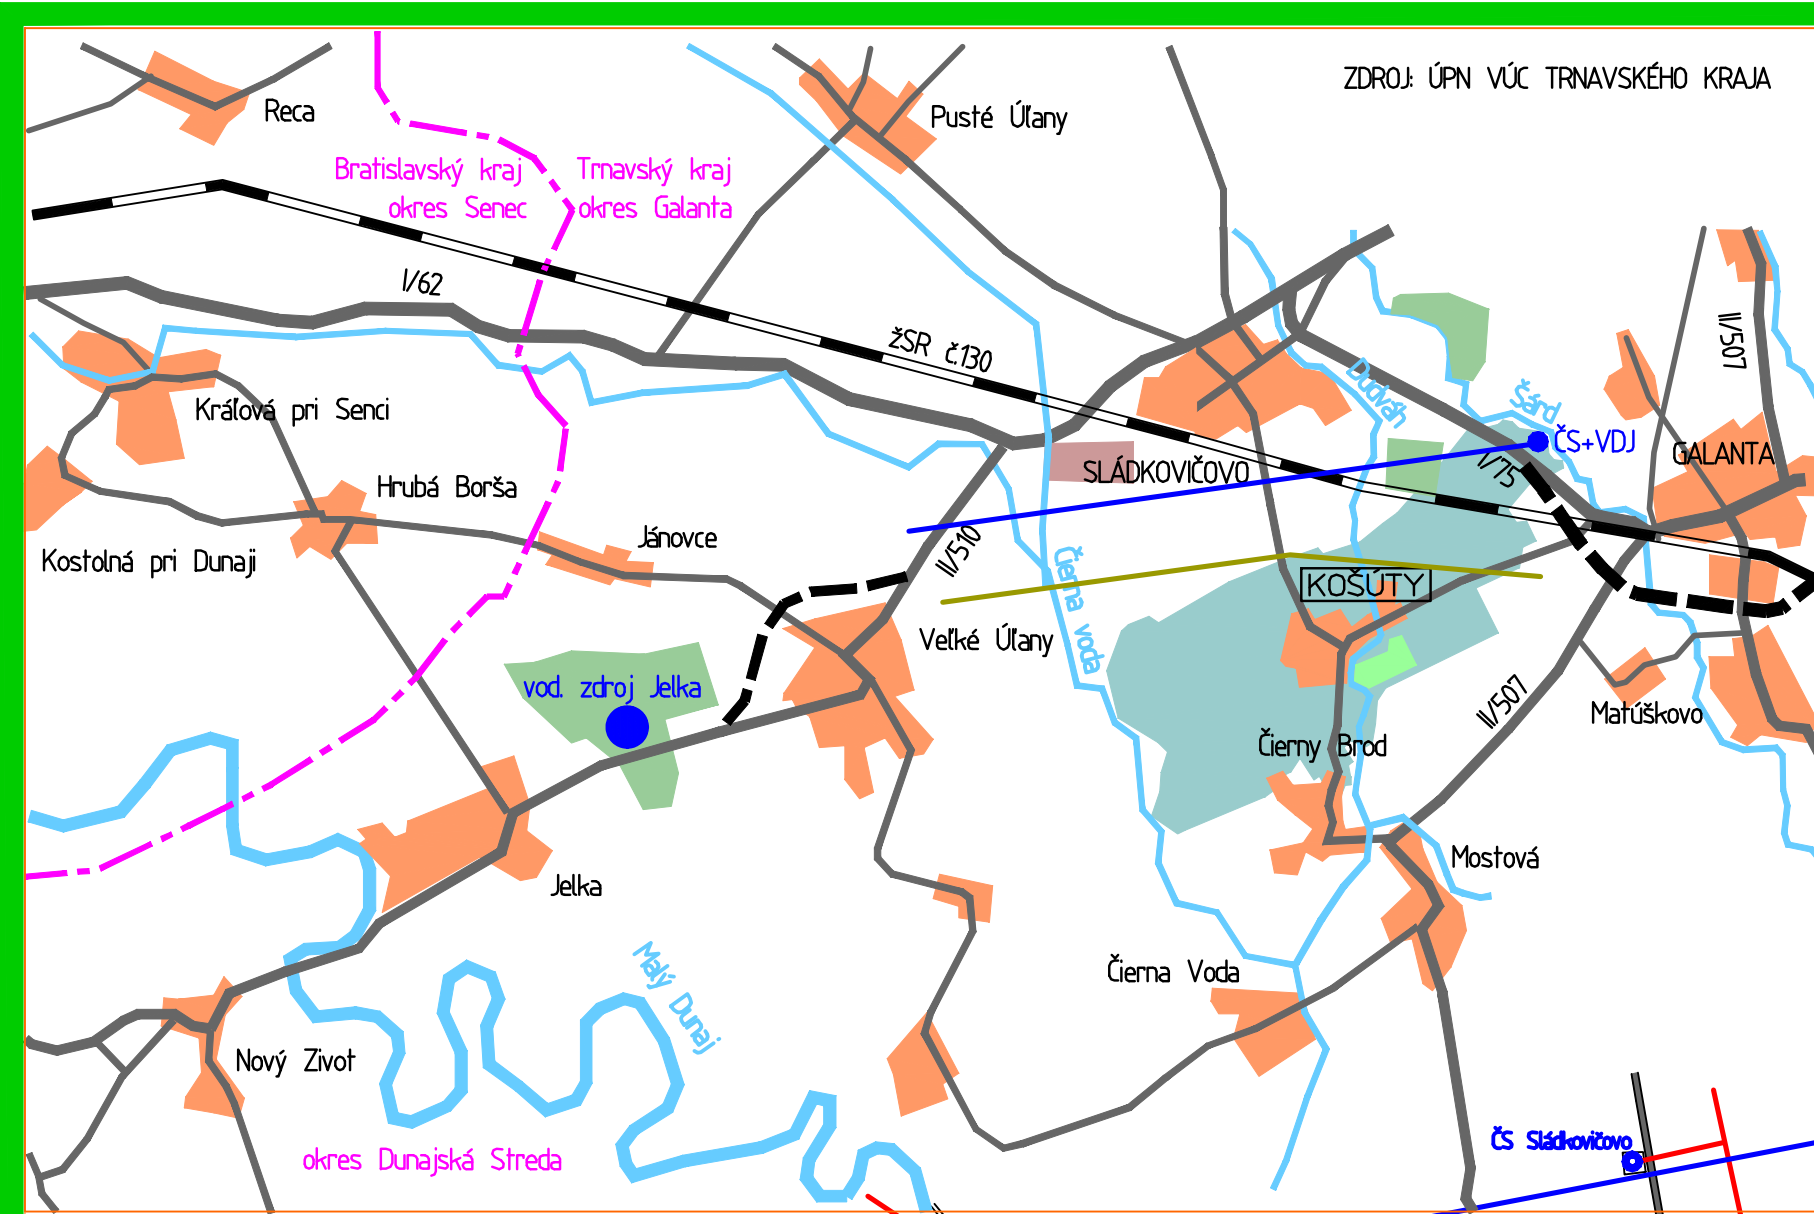 ZDROJ: ÚPN VÚC TRNAVSKÉHO KRAJA
Reca
Pusté Úľany
Bratislavský kraj
okres Senec
Trnavský kraj
okres Galanta
I/62
ŽSR č.130
II/507
Dudváh
Šárd
Kráľová pri Senci
ČS+VDJ
GALANTA
SLÁDKOVIČOVO
I/75
Hrubá Borša
Jánovce
II/510
Kostolná pri Dunaji
Čierna voda
KOŠÚTY
Veľké Úľany
vod. zdroj Jelka
II/507
Matúškovo
Čierny Brod
Mostová
Jelka
Čierna Voda
Malý Dunaj
Nový Zivot
okres Dunajská Streda
ČS Sládkovičovo